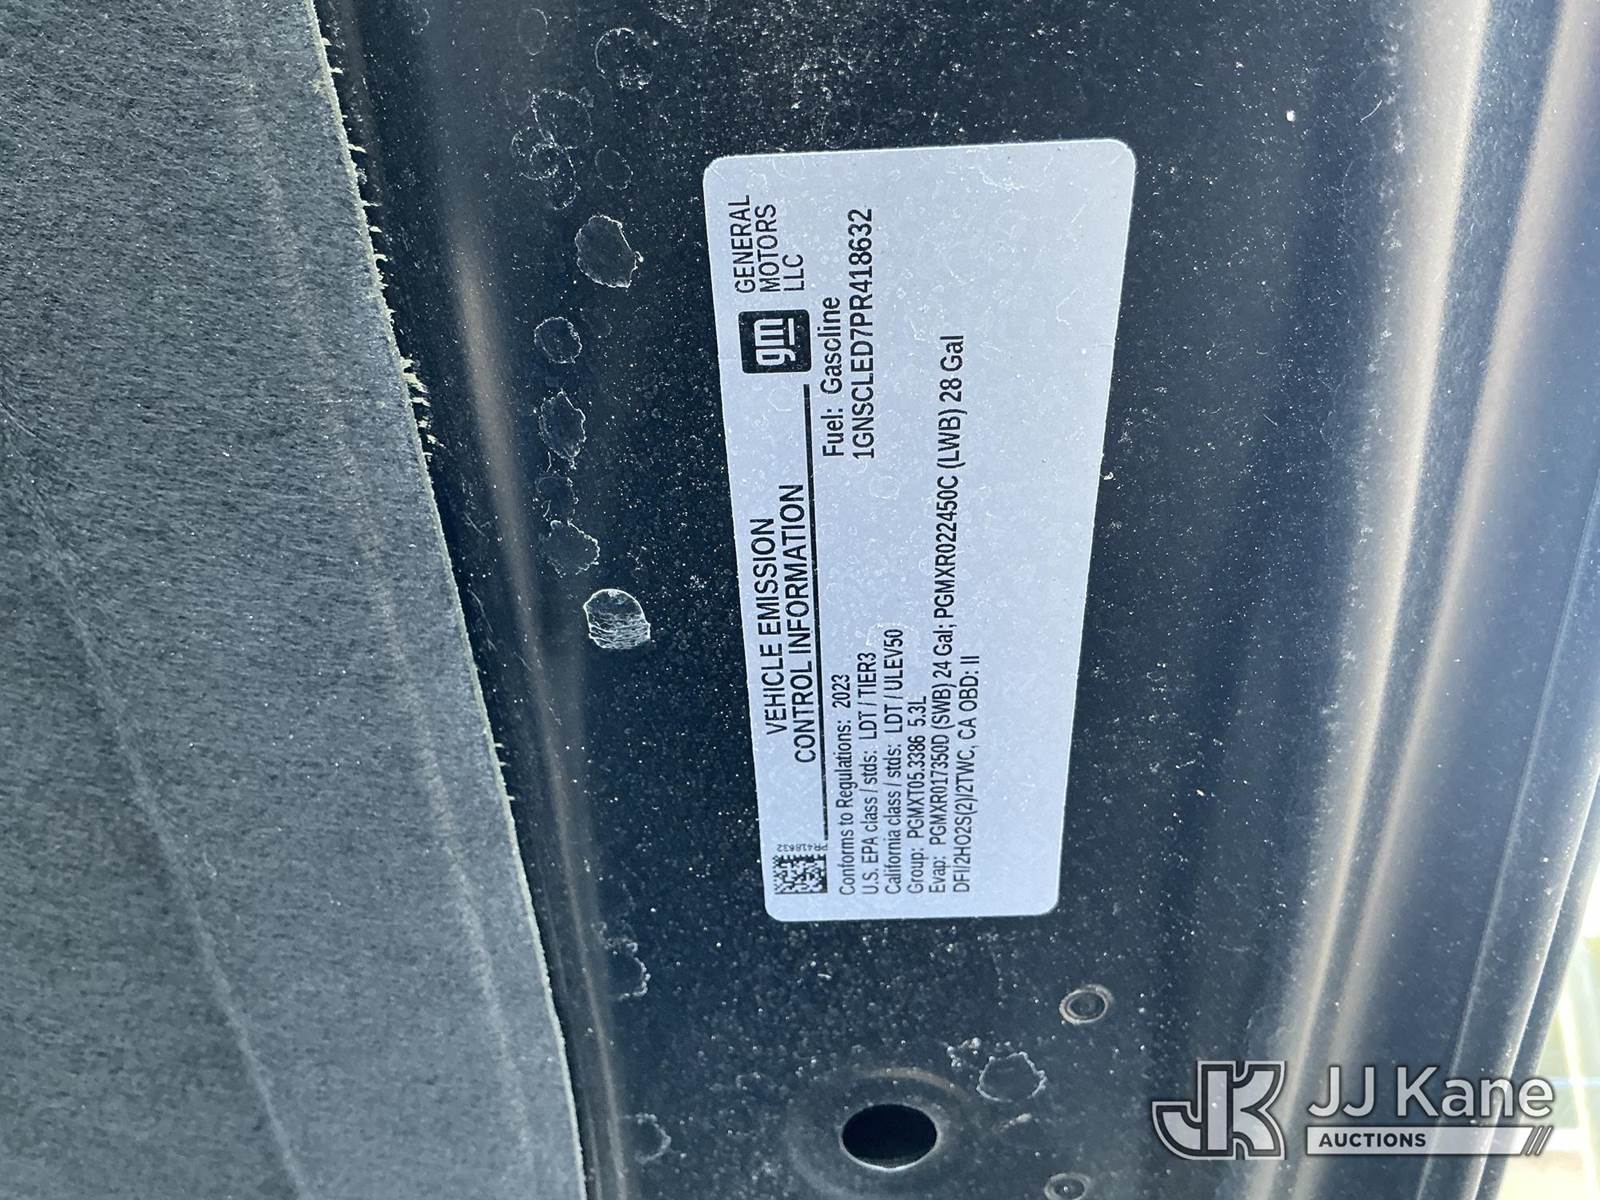 VEHICLE EMISSION
CONTROL INFORMATION
gm
GENERAL
MOTORS
LLC
PR418632
Fuel: Gasoline
1GNSCLED7PR418632
Conforms to Regulations: 2023
U.S. EPA class / stds: LDT / TIER3
California class / stds: LDT / ULEV50
Group: PGMXT05.3386 5.3L
Evap: PGMXR017350D (SWB) 24 Gal; PGMXR022450C (LWB) 28 Gal
DFI/2HO2S(2)/2TWC, CA OBD: II
JK JJ Kane
AUCTIONS